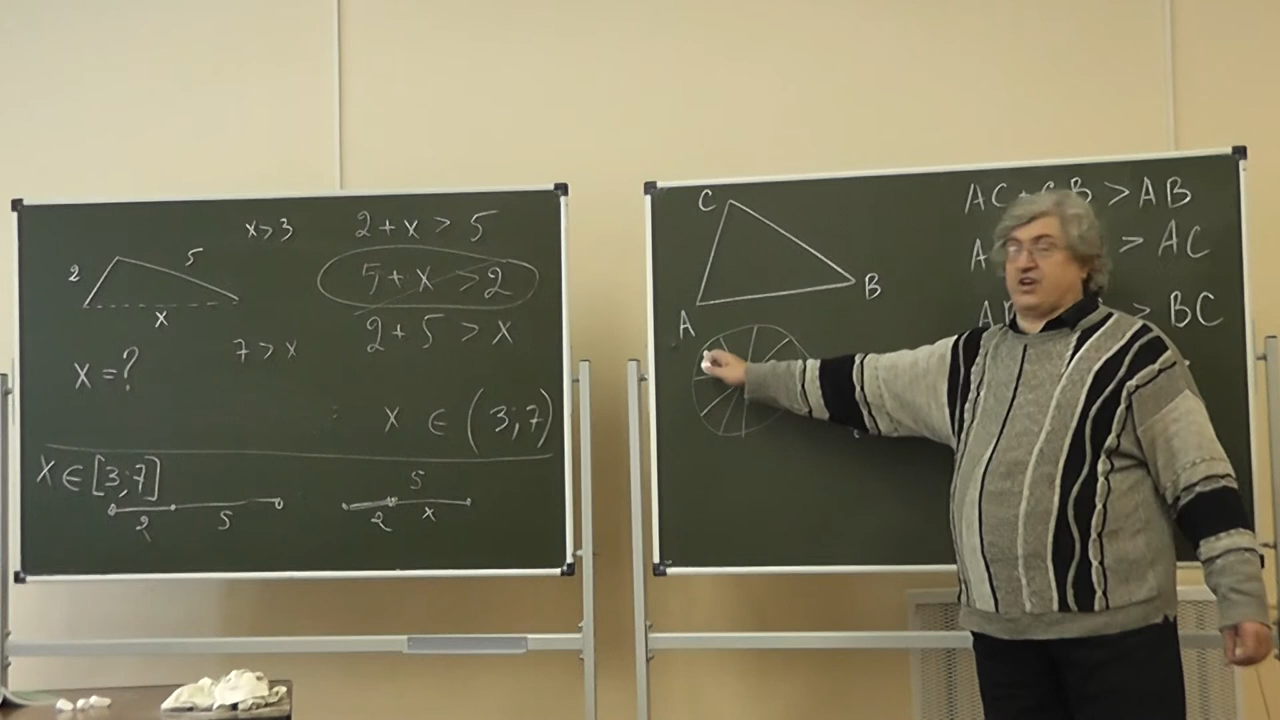 x>3
2+x > 5
2
5
5+x >2
x
2+5 >x
7 > x
x =?
x ∈ (3;7)
x ∈ [3;7]
2
5
5
2
x
C
B
A
AC+CB >AB
> AC
> BC